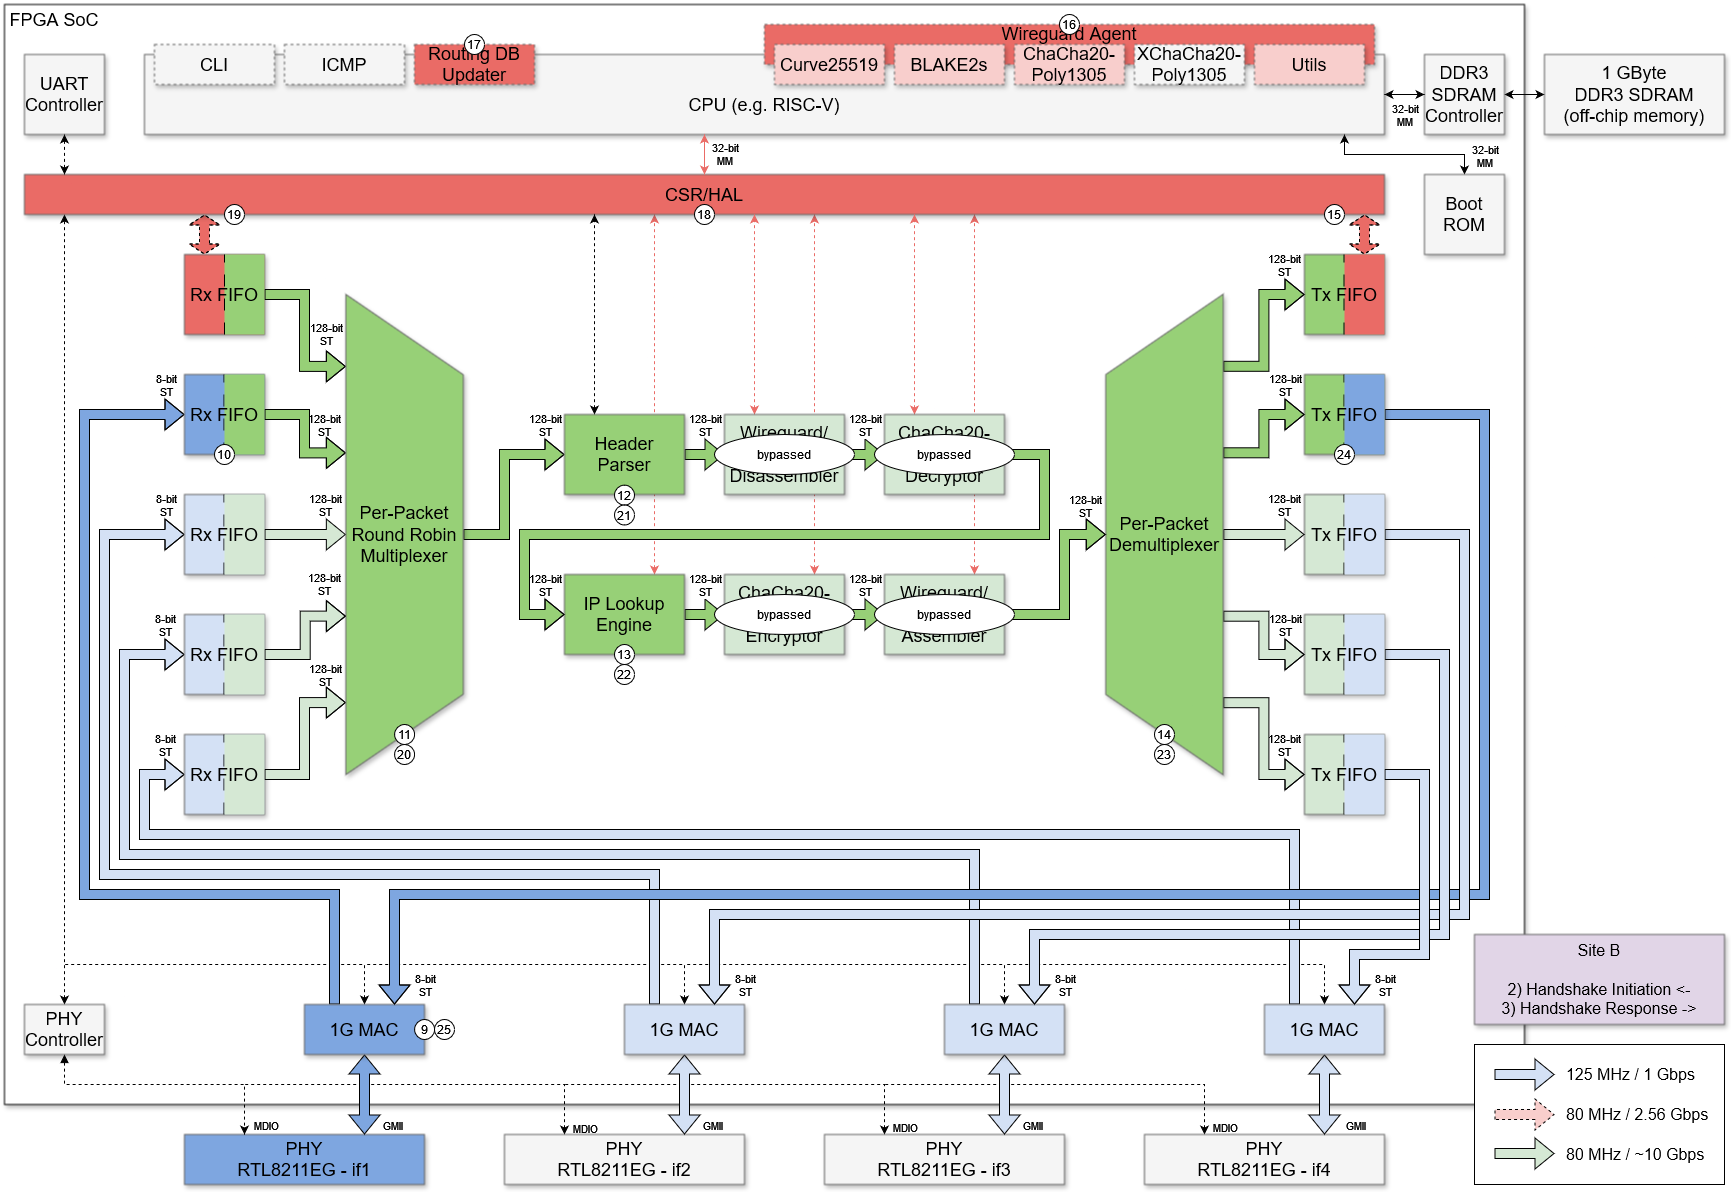 FPGA SoC
UART
Controller
CLI
ICMP
17
Routing DB
Updater
16
Wireguard Agent
Curve25519
BLAKE2s
ChaCha20-
Poly1305
XChaCha20-
Poly1305
Utils
CPU (e.g. RISC-V)
32-bit
MM
DDR3
SDRAM
Controller
1 GByte
DDR3 SDRAM
(off-chip memory)
32-bit
MM
32-bit
MM
CSR/HAL
19
18
15
Boot
ROM
Rx FIFO
128-bit
ST
128-bit
ST
Tx FIFO
8-bit
ST
Rx FIFO
10
128-bit
ST
128-bit
ST
Tx FIFO
24
8-bit
ST
Rx FIFO
128-bit
ST
128-bit
ST
Tx FIFO
8-bit
ST
Rx FIFO
128-bit
ST
128-bit
ST
Tx FIFO
8-bit
ST
Rx FIFO
128-bit
ST
128-bit
ST
Tx FIFO
Per-Packet
Round Robin
Multiplexer
11
20
128-bit
ST
Header
Parser
12
21
128-bit
ST
Wireguard/
bypassed
Disassembler
128-bit
ST
ChaCha20-
bypassed
Decryptor
128-bit
ST
IP Lookup
Engine
13
22
128-bit
ST
ChaCha20-
bypassed
Encryptor
128-bit
ST
Wireguard/
bypassed
Assembler
128-bit
ST
Per-Packet
Demultiplexer
14
23
PHY
Controller
1G MAC
9
25
8-bit
ST
1G MAC
8-bit
ST
1G MAC
8-bit
ST
1G MAC
8-bit
ST
MDIO
GMII
MDIO
GMII
MDIO
GMII
MDIO
GMII
PHY
RTL8211EG - if1
PHY
RTL8211EG - if2
PHY
RTL8211EG - if3
PHY
RTL8211EG - if4
Site B
2) Handshake Initiation <-
3) Handshake Response ->
125 MHz / 1 Gbps
80 MHz / 2.56 Gbps
80 MHz / ~10 Gbps